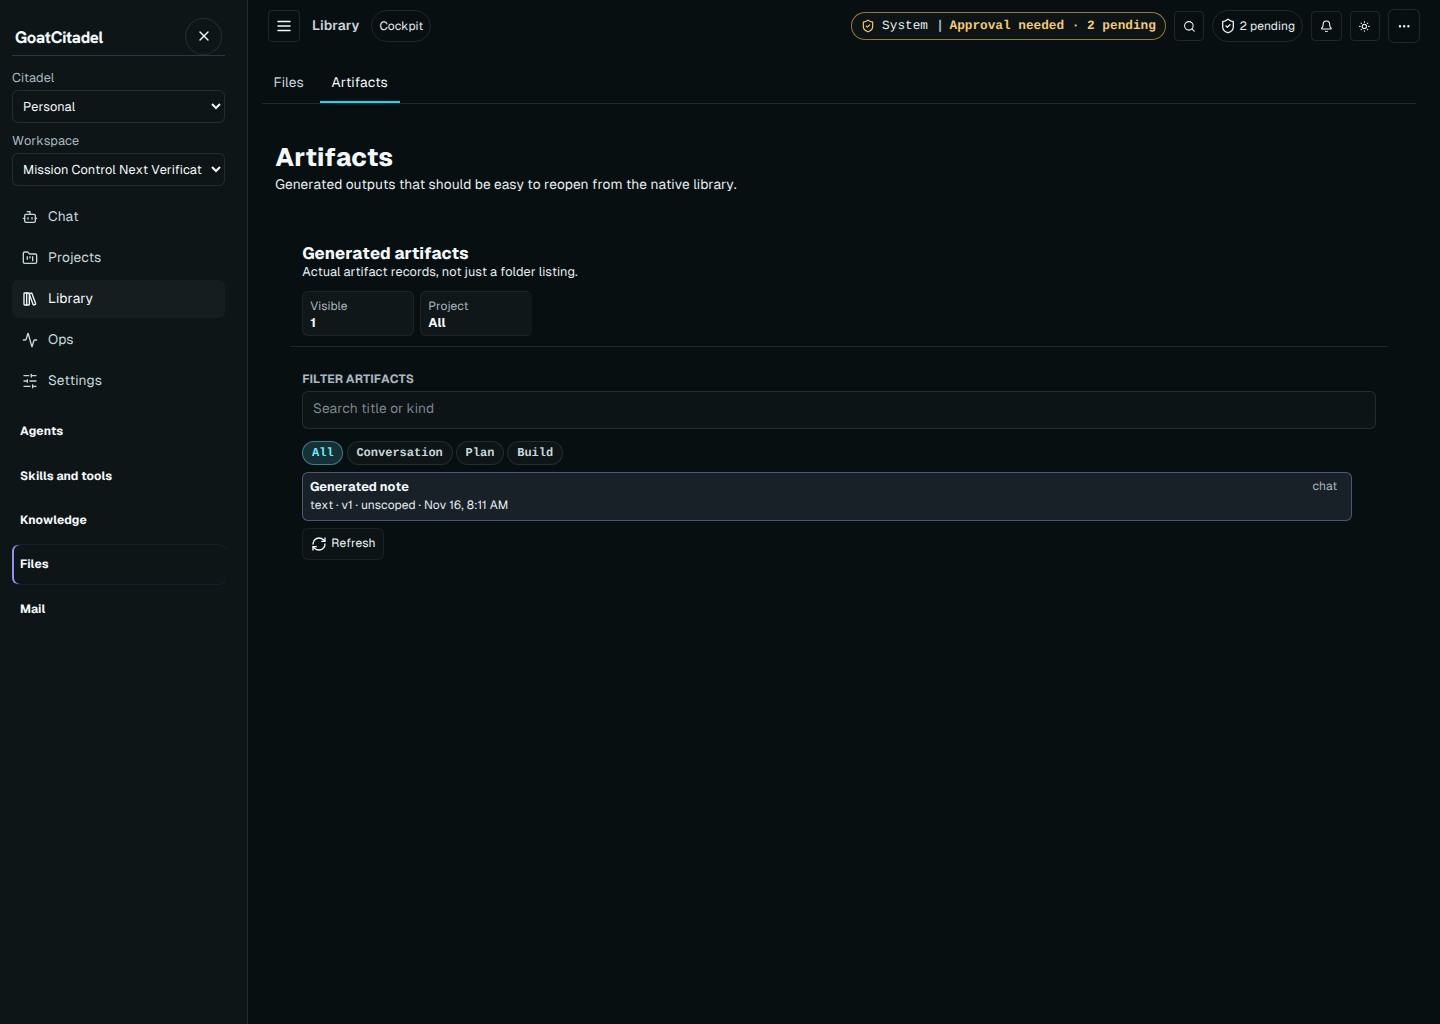 GoatCitadel
Citadel
Personal
Workspace
Mission Control Next Verificat
Chat
Projects
Library
Ops
Settings
Agents
Skills and tools
Knowledge
Files
Mail
Library
Cockpit
System | Approval needed · 2 pending
2 pending
Files
Artifacts
Artifacts
Generated outputs that should be easy to reopen from the native library.
Generated artifacts
Actual artifact records, not just a folder listing.
Visible
1
Project
All
FILTER ARTIFACTS
Search title or kind
All
Conversation
Plan
Build
Generated note
chat
text · v1 · unscoped · Nov 16, 8:11 AM
Refresh